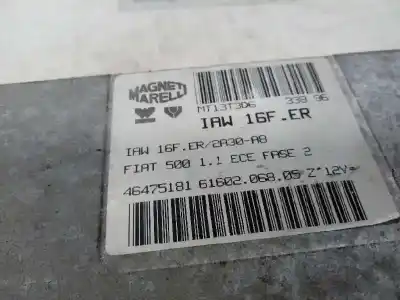 MAGNETI
MARELLI
MT13T3D6 338 96
IAW 16F.ER
IAW 16F.ER/2A30-A8
FIAT 500 1.1 ECE FASE 2
46475181 61602.068.05 Z*12V=